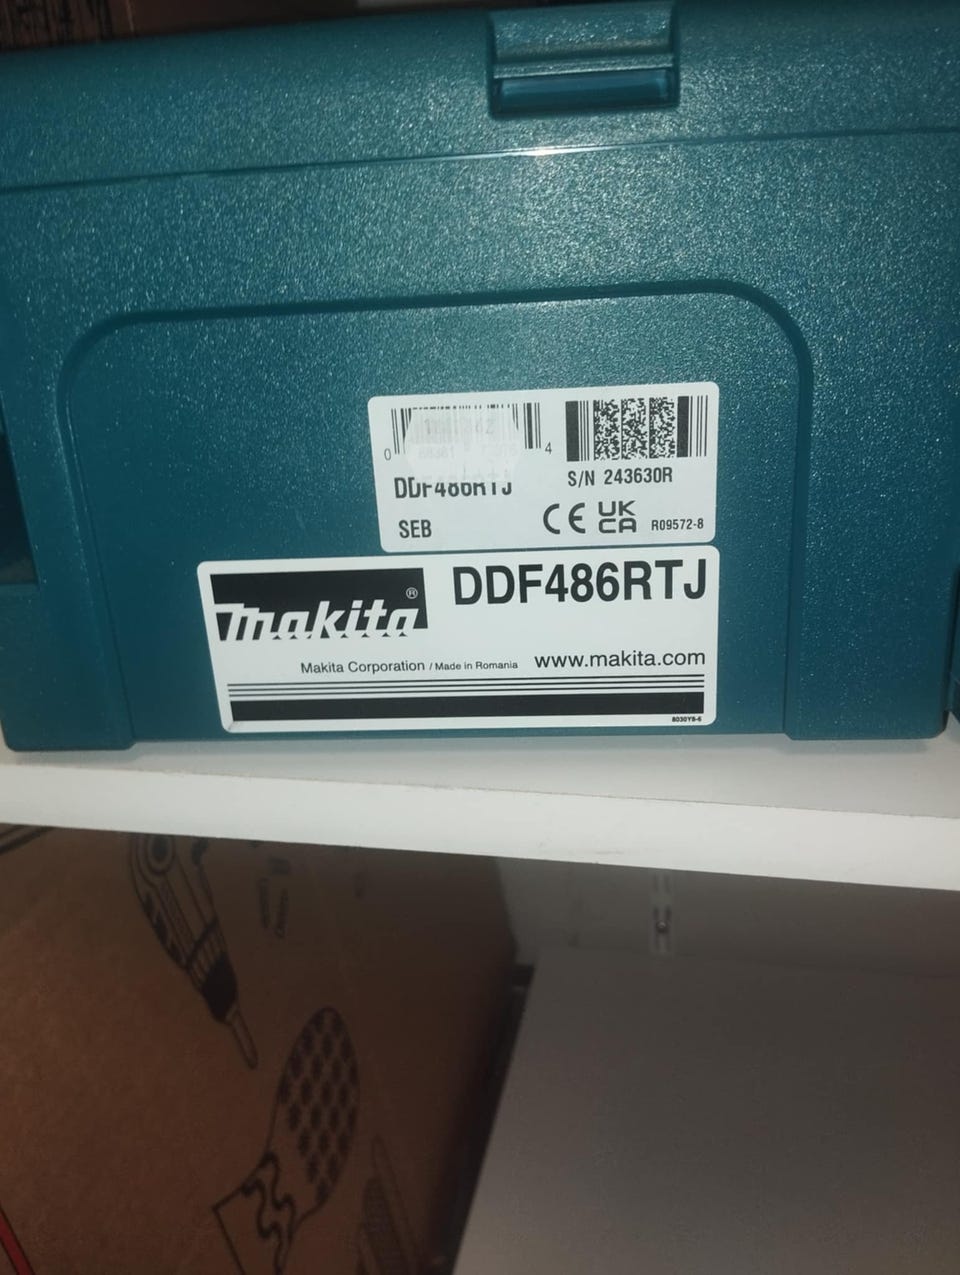 0 4
DDF486RTJ
S/N 243630R
SEB
CE UK CA R09572-8
makita®
DDF486RTJ
Makita Corporation / Made in Romania www.makita.com
8030Y8-6